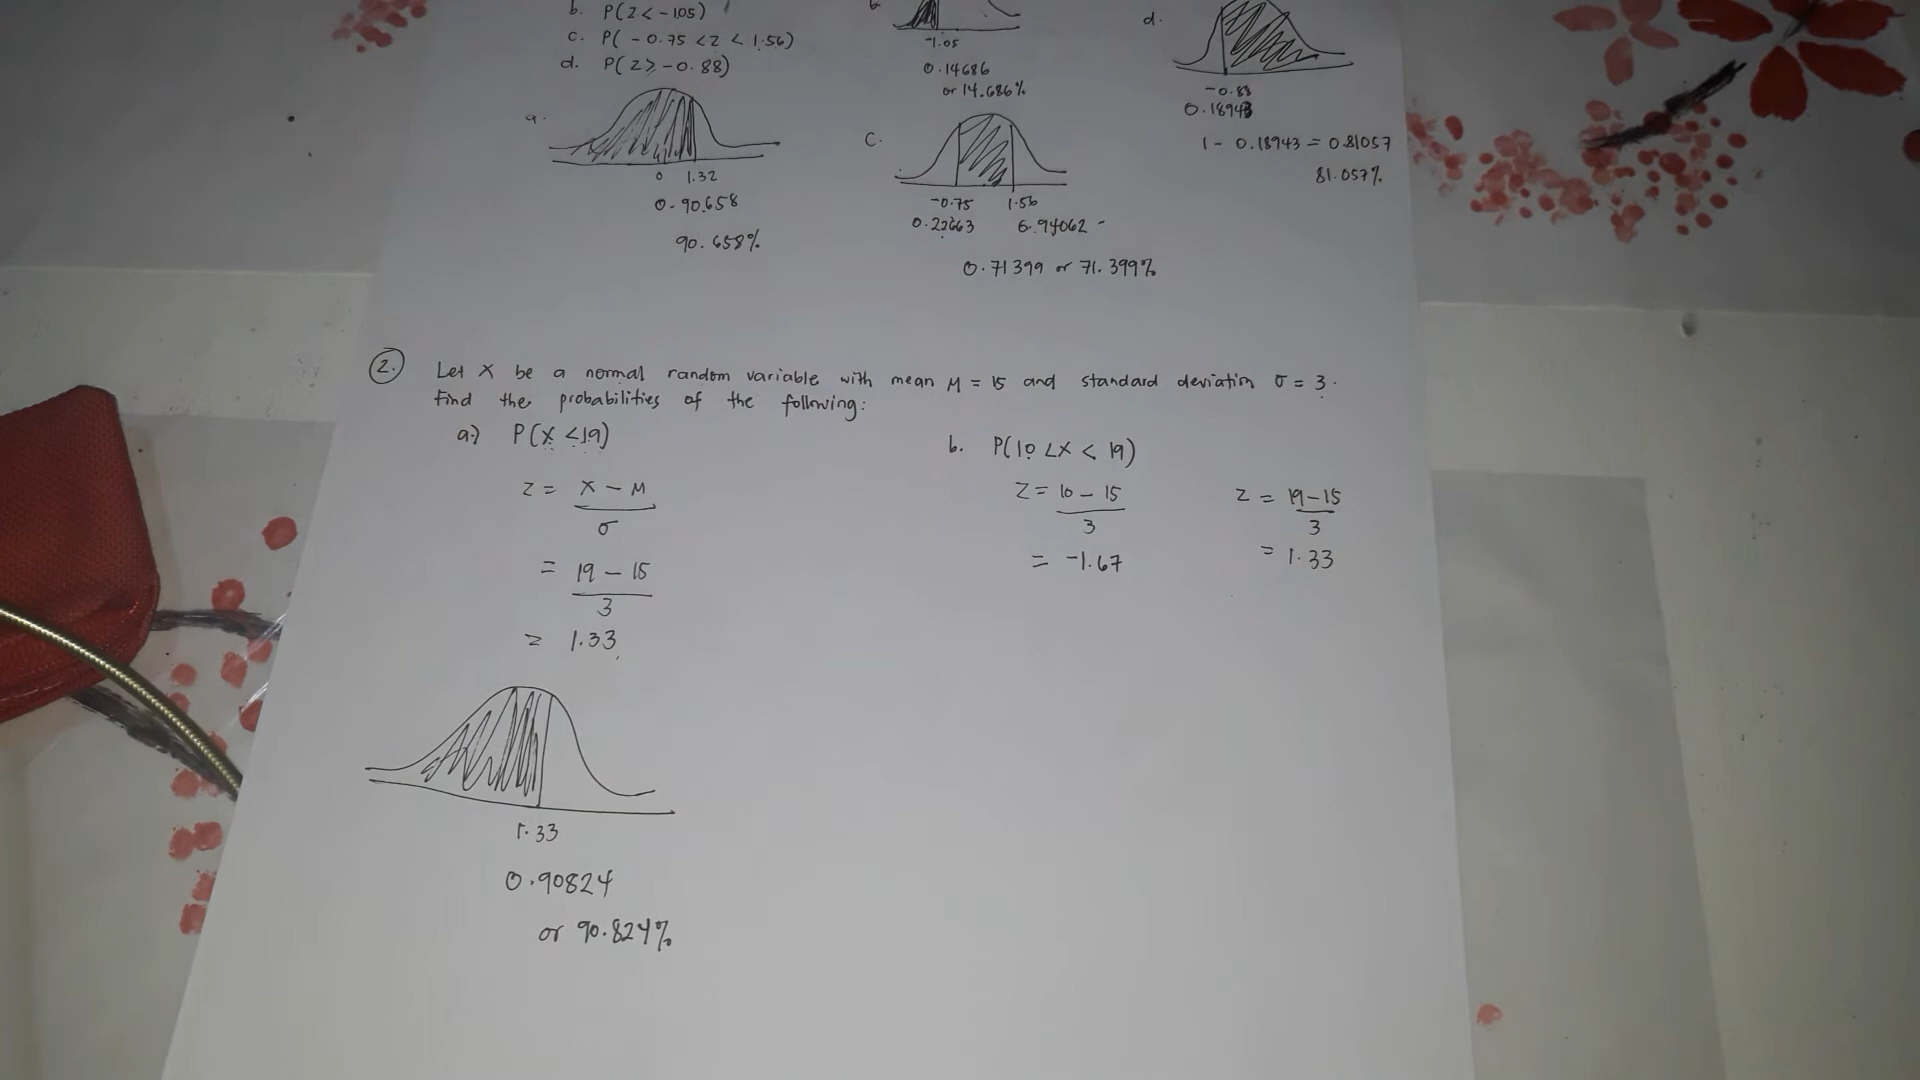 b. P(Z < -1.05)
c. P( -0.75 < Z < 1.56)
d. P( Z ≥ -0.88)
a.
0 1.32
0.90658
90.658%
b.
-1.05
0.14686
or 14.686%
C.
-0.75 1.56
0.22663 0.94062 -
0.71399 or 71.399%
d.
-0.88
0.18943
1 - 0.18943 = 0.81057
81.057%
2. Let X be a normal random variable with mean M = 15 and standard deviation σ = 3.
Find the probabilities of the following:
a.) P(X < 19)
Z = X - M
σ
= 19 - 15
3
= 1.33
1.33
0.90824
or 90.824%
b. P(10 < X < 19)
Z = 10 - 15
3
= -1.67
Z = 19 - 15
3
= 1.33